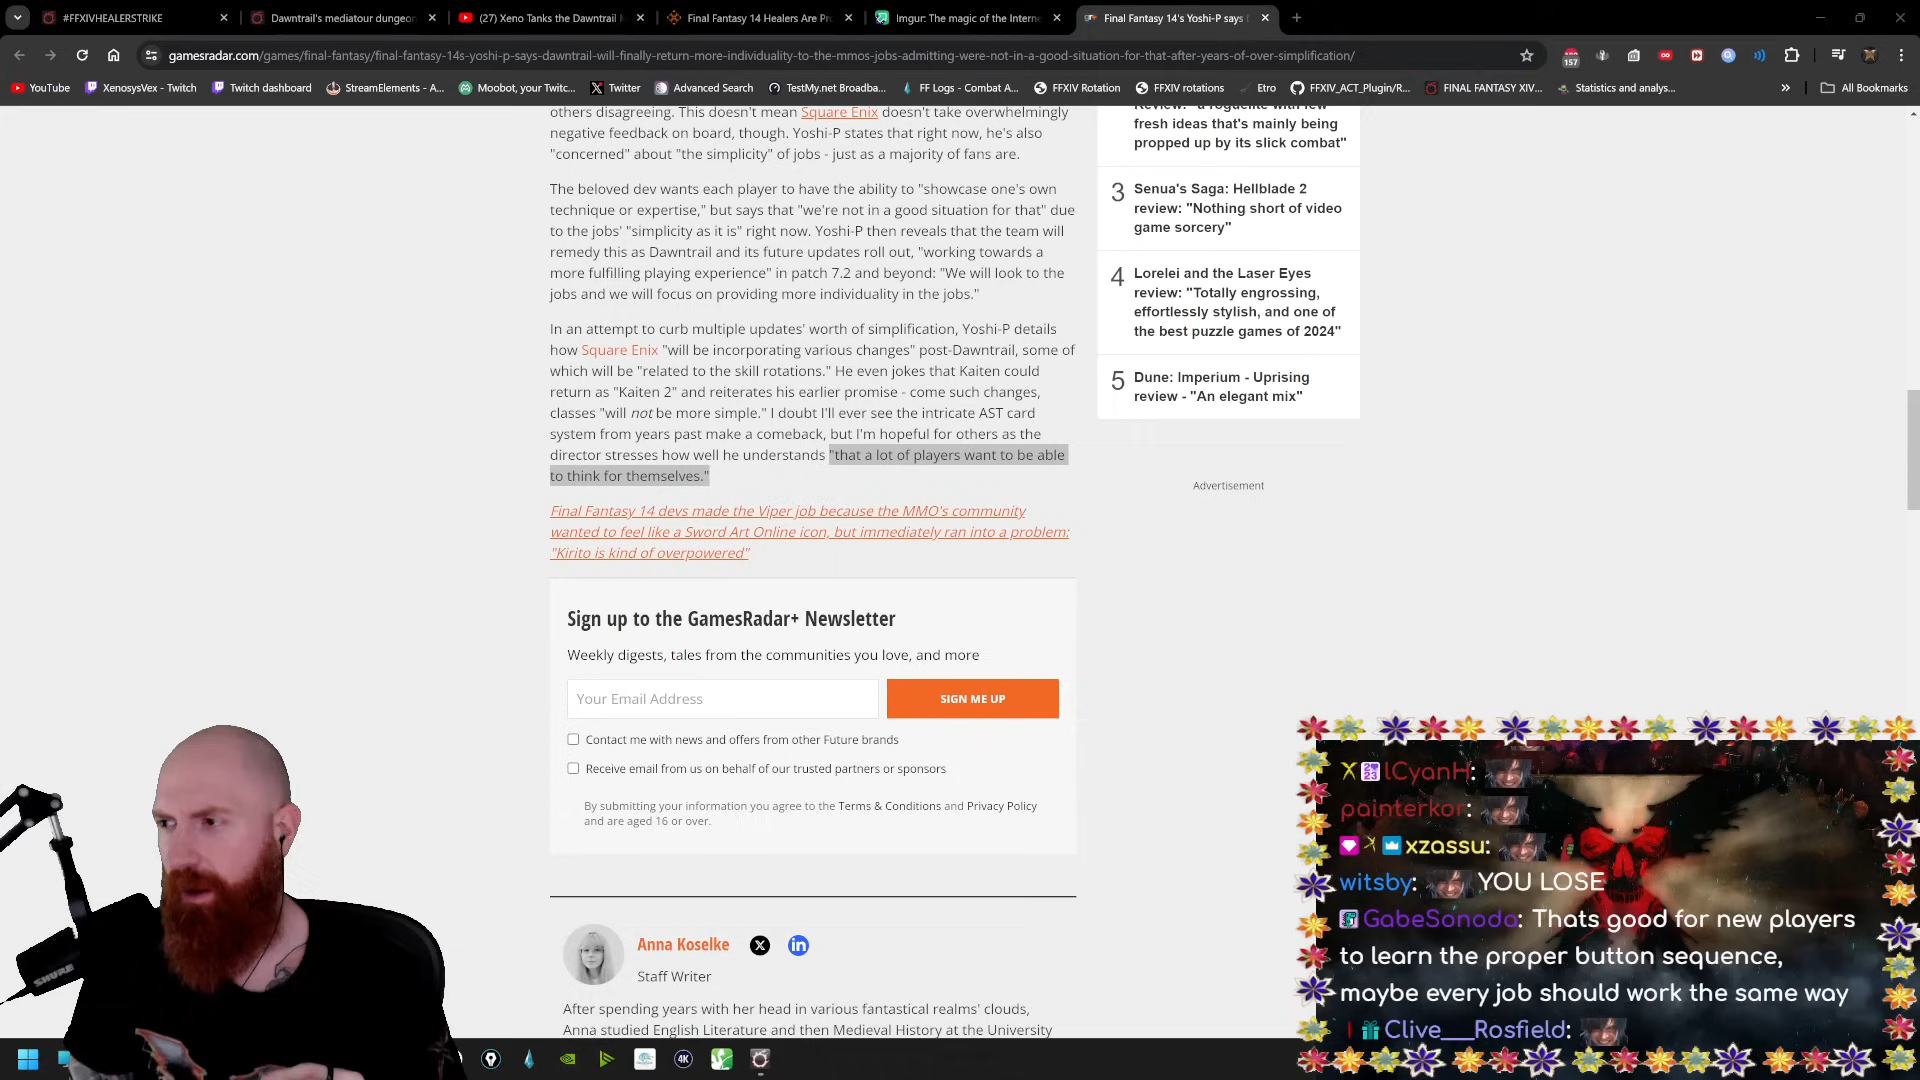 #FFXIVHEALERSTRIKE
Dawntrail's mediatour dungeon
(27) Xeno Tanks the Dawntrail
Final Fantasy 14 Healers Are Pr
Imgur: The magic of the Interne
Final Fantasy 14's Yoshi-P says
gamesradar.com/games/final-fantasy/final-fantasy-14s-yoshi-p-says-dawntrail-will-finally-return-more-individuality-to-the-mmos-jobs-admitting-were-not-in-a-good-situation-for-that-after-years-of-over-simplification/
157
YouTube
XenosysVex - Twitch
Twitch dashboard
StreamElements - A...
Moobot, your Twitc...
Twitter
Advanced Search
TestMy.net Broadba...
FF Logs - Combat A...
FFXIV Rotation
FFXIV rotations
Etro
FFXIV_ACT_Plugin/R...
FINAL FANTASY XIV...
Statistics and analys...
»
All Bookmarks
others disagreeing. This doesn't mean Square Enix doesn't take overwhelmingly
negative feedback on board, though. Yoshi-P states that right now, he's also
"concerned" about "the simplicity" of jobs - just as a majority of fans are.
The beloved dev wants each player to have the ability to "showcase one's own
technique or expertise," but says that "we're not in a good situation for that" due
to the jobs' "simplicity as it is" right now. Yoshi-P then reveals that the team will
remedy this as Dawntrail and its future updates roll out, "working towards a
more fulfilling playing experience" in patch 7.2 and beyond: "We will look to the
jobs and we will focus on providing more individuality in the jobs."
In an attempt to curb multiple updates' worth of simplification, Yoshi-P details
how Square Enix "will be incorporating various changes" post-Dawntrail, some of
which will be "related to the skill rotations." He even jokes that Kaiten could
return as "Kaiten 2" and reiterates his earlier promise - come such changes,
classes "will not be more simple." I doubt I'll ever see the intricate AST card
system from years past make a comeback, but I'm hopeful for others as the
director stresses how well he understands "that a lot of players want to be able
to think for themselves."
Final Fantasy 14 devs made the Viper job because the MMO's community
wanted to feel like a Sword Art Online icon, but immediately ran into a problem:
"Kirito is kind of overpowered"
Sign up to the GamesRadar+ Newsletter
Weekly digests, tales from the communities you love, and more
Your Email Address
SIGN ME UP
Contact me with news and offers from other Future brands
Receive email from us on behalf of our trusted partners or sponsors
By submitting your information you agree to the Terms & Conditions and Privacy Policy
and are aged 16 or over.
Anna Koselke
Staff Writer
After spending years with her head in various fantastical realms' clouds,
Anna studied English Literature and then Medieval History at the University
Review: "a roguelite with few
fresh ideas that's mainly being
propped up by its slick combat"
3
Senua's Saga: Hellblade 2
review: "Nothing short of video
game sorcery"
4
Lorelei and the Laser Eyes
review: "Totally engrossing,
effortlessly stylish, and one of
the best puzzle games of 2024"
5
Dune: Imperium - Uprising
review - "An elegant mix"
Advertisement
lCyanH:
painterkor:
xzassu:
witsby: YOU LOSE
GabeSonoda: Thats good for new players
to learn the proper button sequence,
maybe every job should work the same way
Clive___Rosfield:
SHURE
4K